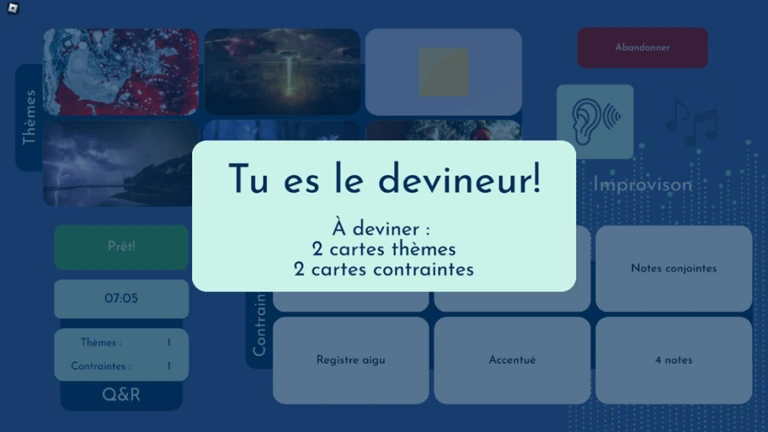 Abandonner
Thèmes
Tu es le devineur!
À deviner :
2 cartes thèmes
2 cartes contraintes
Improvison
Prêt!
07:05
Thèmes : 1
Contraintes : 1
Q&R
Notes conjointes
Registre aigu
Accentué
4 notes